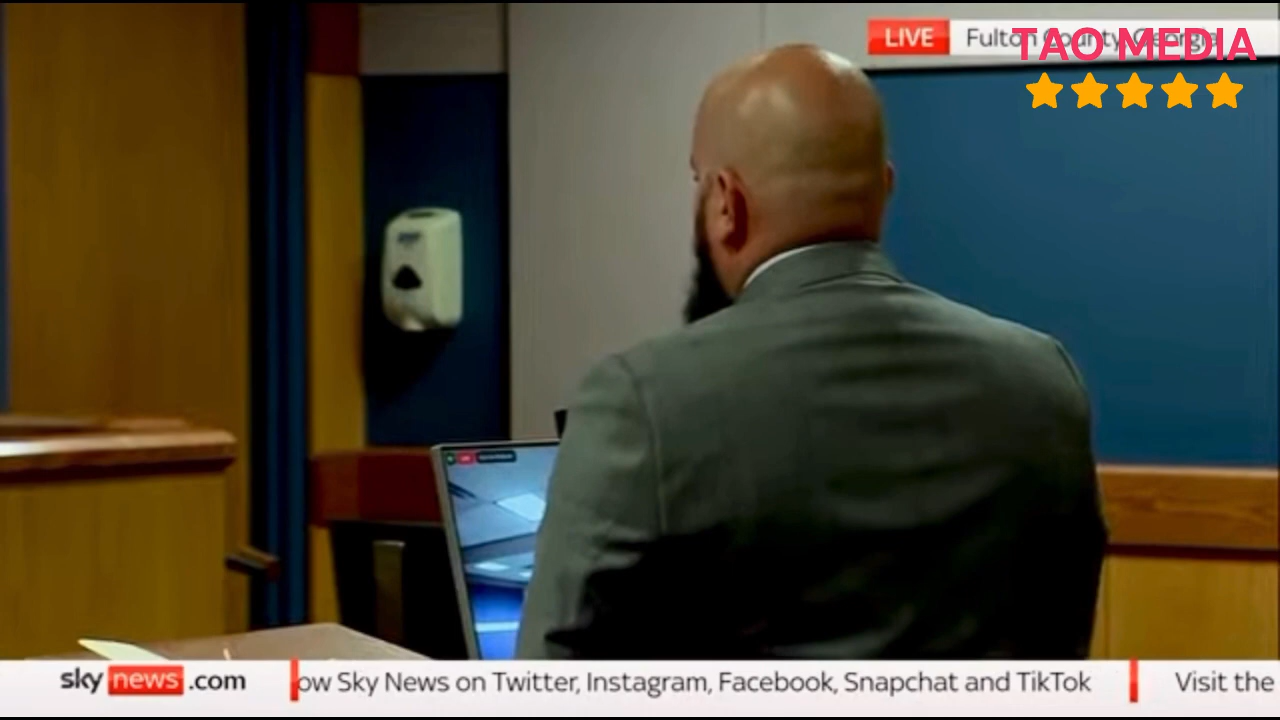 LIVE Fulton County, Georgia
TAO MEDIA
sky news.com ow Sky News on Twitter, Instagram, Facebook, Snapchat and TikTok Visit the